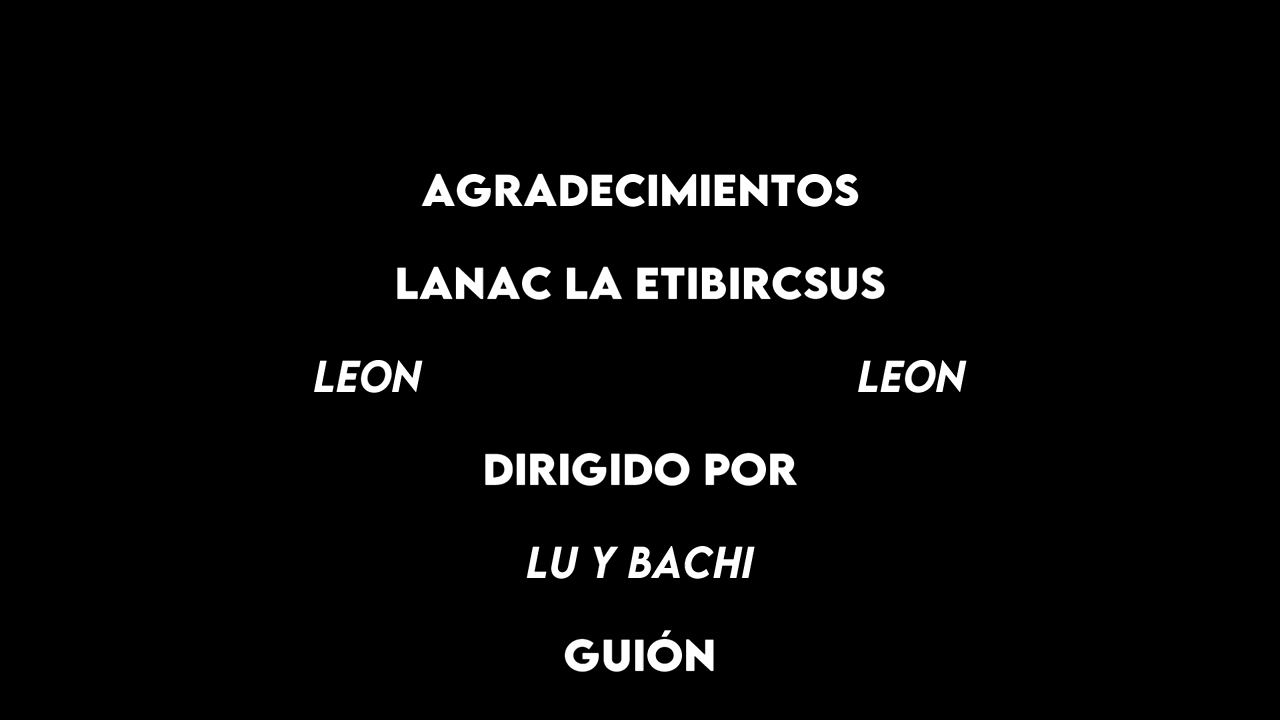 AGRADECIMIENTOS
LANAC LA ETIBIRCSUS
LEON LEON
DIRIGIDO POR
LU Y BACHI
GUIÓN